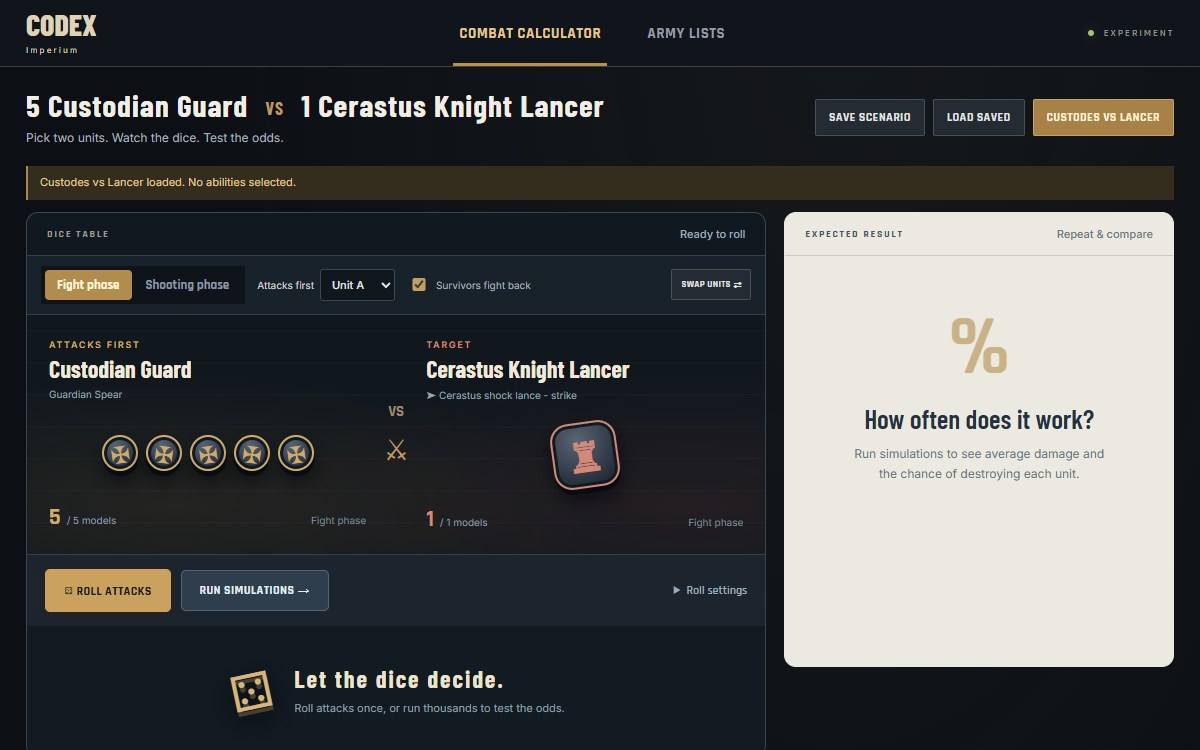 CODEX
Imperium
COMBAT CALCULATOR
ARMY LISTS
EXPERIMENT
5 Custodian Guard vs 1 Cerastus Knight Lancer
Pick two units. Watch the dice. Test the odds.
SAVE SCENARIO
LOAD SAVED
CUSTODES VS LANCER
Custodes vs Lancer loaded. No abilities selected.
DICE TABLE
Ready to roll
Fight phase
Shooting phase
Attacks first
Unit A
Survivors fight back
SWAP UNITS ⇄
ATTACKS FIRST
Custodian Guard
Guardian Spear
VS
TARGET
Cerastus Knight Lancer
➤ Cerastus shock lance - strike
5 / 5 models
Fight phase
1 / 1 models
Fight phase
⚄ ROLL ATTACKS
RUN SIMULATIONS →
▶ Roll settings
Let the dice decide.
Roll attacks once, or run thousands to test the odds.
EXPECTED RESULT
Repeat & compare
%
How often does it work?
Run simulations to see average damage and
the chance of destroying each unit.